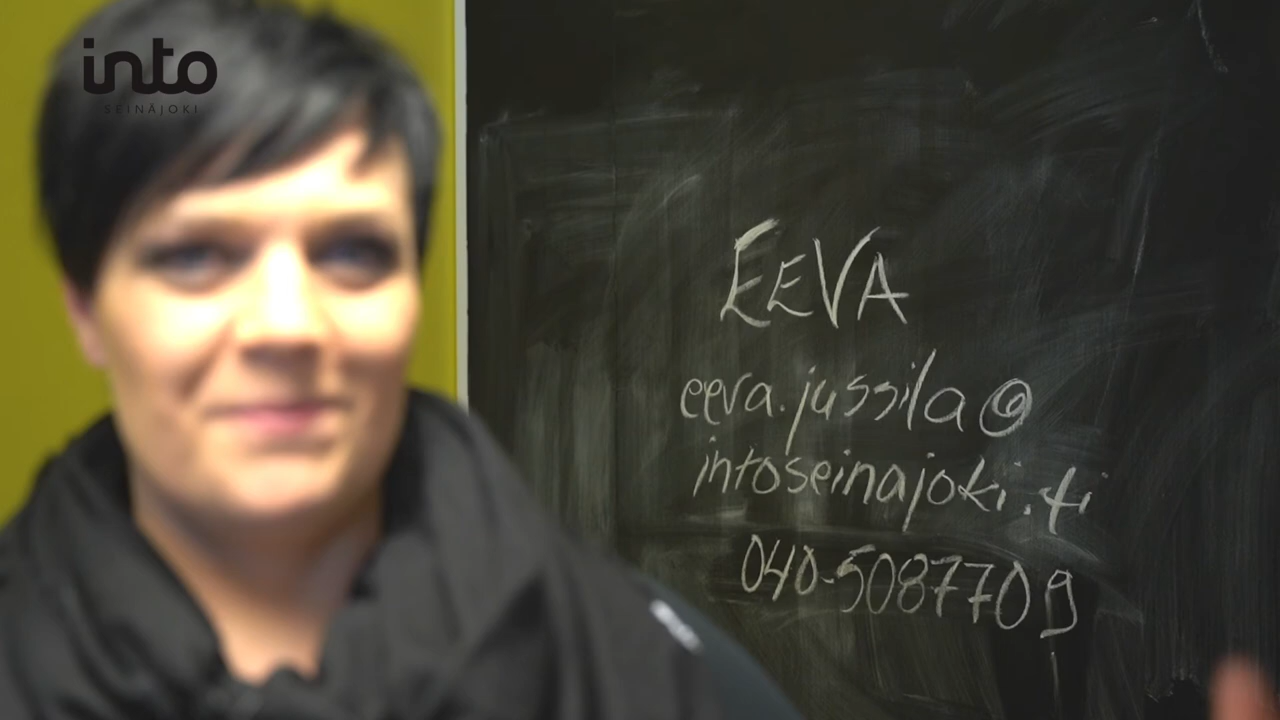 into
SEINÄJOKI
EEVA
eeva.jussila@
intoseinajoki.fi
040-5087709